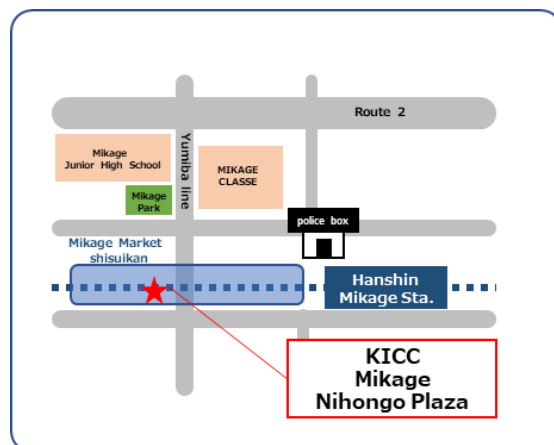 Route 2
Mikage
Junior High School
Yumiba line
MIKAGE
CLASSE
Mikage
Park
police box
Mikage Market
shisuikan
Hanshin
Mikage Sta.
KICC
Mikage
Nihongo Plaza